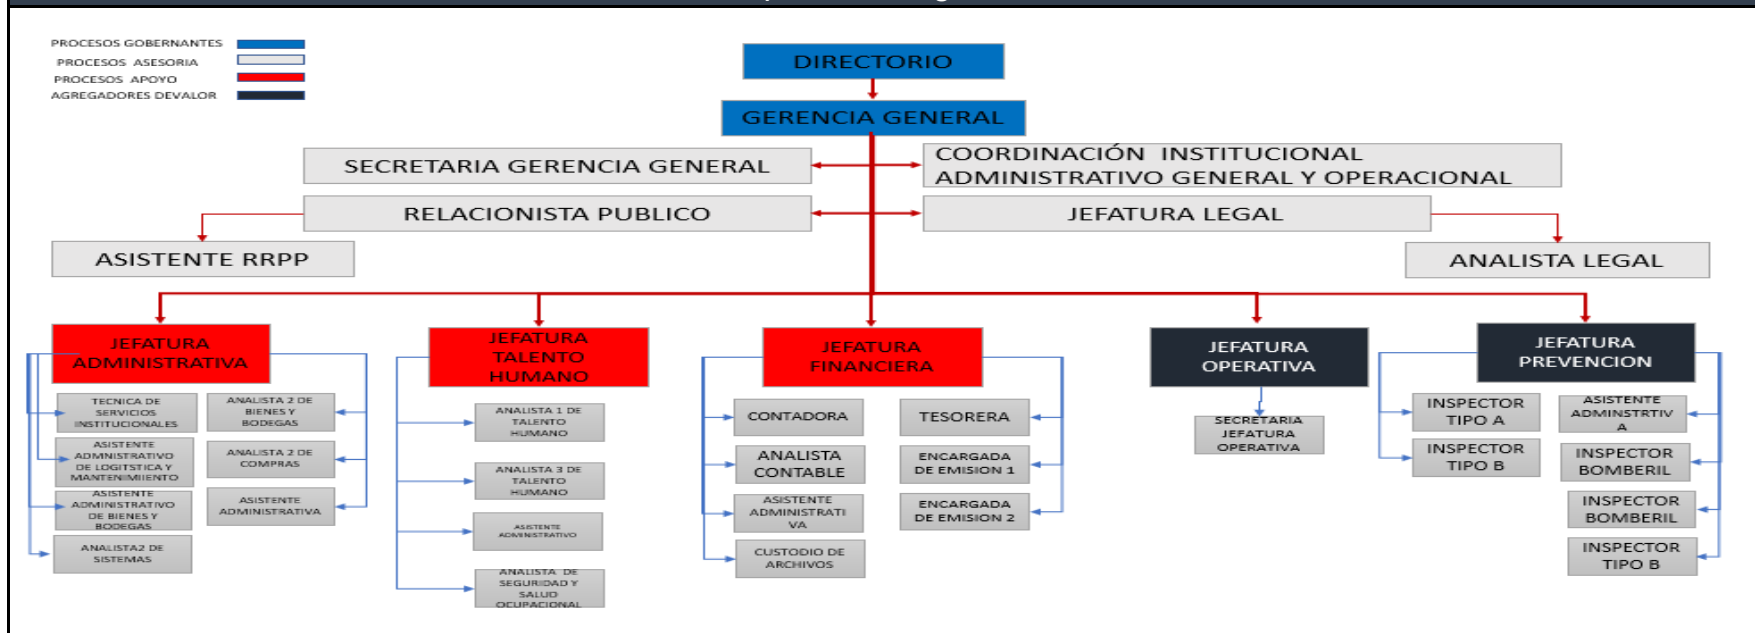 PROCESOS GOBERNANTES
PROCESOS ASESORIA
PROCESOS APOYO
AGREGADORES DEVALOR
DIRECTORIO
GERENCIA GENERAL
SECRETARIA GERENCIA GENERAL
COORDINACIÓN INSTITUCIONAL
ADMINISTRATIVO GENERAL Y OPERACIONAL
RELACIONISTA PUBLICO
JEFATURA LEGAL
ASISTENTE RRPP
ANALISTA LEGAL
JEFATURA
ADMINISTRATIVA
TECNICA DE
SERVICIOS
INSTITUCIONALES
ASISTENTE
ADMNISTRATIVO
DE LOGITSTICA Y
MANTENIMIIENTO
ASISTENTE
ADMINISTRATIVO
DE BIENES Y
BODEGAS
ANALISTA2 DE
SISTEMAS
ANALISTA 2 DE
BIENES Y
BODEGAS
ANALISTA 2 DE
COMPRAS
ASISTENTE
ADMINISTRATIVA
JEFATURA
TALENTO
HUMANO
ANALISTA 1 DE
TALENTO
HUMANO
ANALISTA 3 DE
TALENTO
HUMANO
ASISTENTE
ADMINISTRATIVO
ANALISTA DE
SEGURIDAD Y
SALUD
OCUPACIONAL
JEFATURA
FINANCIERA
CONTADORA
ANALISTA
CONTABLE
ASISTENTE
ADMINISTRATI
VA
CUSTODIO DE
ARCHIVOS
TESORERA
ENCARGADA
DE EMISION 1
ENCARGADA
DE EMISION 2
JEFATURA
OPERATIVA
SECRETARIA
JEFATURA
OPERATIVA
JEFATURA
PREVENCION
INSPECTOR
TIPO A
INSPECTOR
TIPO B
ASISTENTE
ADMINSTRTIV
A
INSPECTOR
BOMBERIL
INSPECTOR
BOMBERIL
INSPECTOR
TIPO B